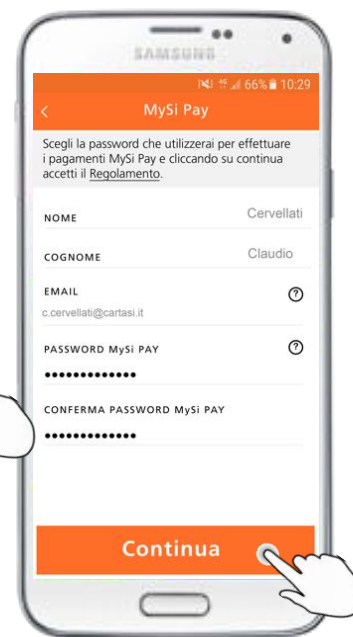 SAMSUNG
66% 10:29
< MySi Pay
Scegli la password che utilizzerai per effettuare
i pagamenti MySi Pay e cliccando su continua
accetti il Regolamento.
NOME Cervellati
COGNOME Claudio
EMAIL ?
c.cervellati@cartasi.it
PASSWORD MySi PAY ?
•••••••••••••
CONFERMA PASSWORD MySi PAY
•••••••••••••
Continua